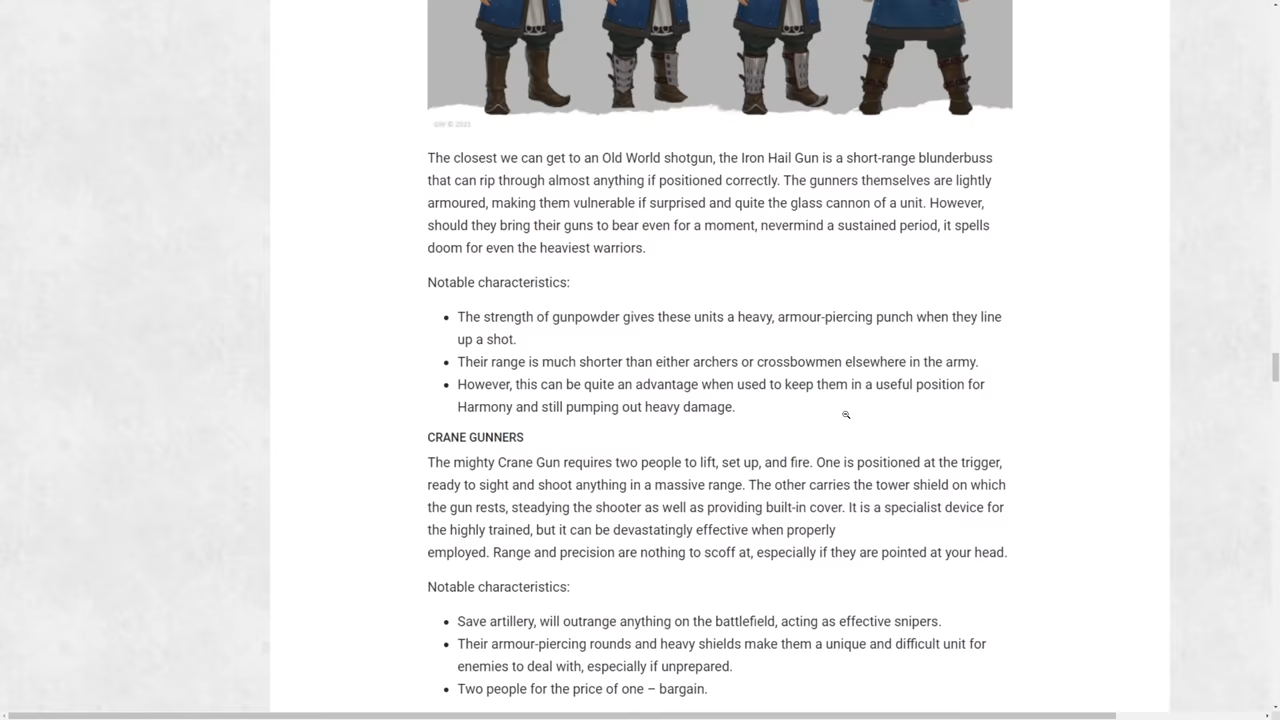 GW © 2021
The closest we can get to an Old World shotgun, the Iron Hail Gun is a short-range blunderbuss
that can rip through almost anything if positioned correctly. The gunners themselves are lightly
armoured, making them vulnerable if surprised and quite the glass cannon of a unit. However,
should they bring their guns to bear even for a moment, nevermind a sustained period, it spells
doom for even the heaviest warriors.
Notable characteristics:
• The strength of gunpowder gives these units a heavy, armour-piercing punch when they line
up a shot.
• Their range is much shorter than either archers or crossbowmen elsewhere in the army.
• However, this can be quite an advantage when used to keep them in a useful position for
Harmony and still pumping out heavy damage.
CRANE GUNNERS
The mighty Crane Gun requires two people to lift, set up, and fire. One is positioned at the trigger,
ready to sight and shoot anything in a massive range. The other carries the tower shield on which
the gun rests, steadying the shooter as well as providing built-in cover. It is a specialist device for
the highly trained, but it can be devastatingly effective when properly
employed. Range and precision are nothing to scoff at, especially if they are pointed at your head.
Notable characteristics:
• Save artillery, will outrange anything on the battlefield, acting as effective snipers.
• Their armour-piercing rounds and heavy shields make them a unique and difficult unit for
enemies to deal with, especially if unprepared.
• Two people for the price of one – bargain.